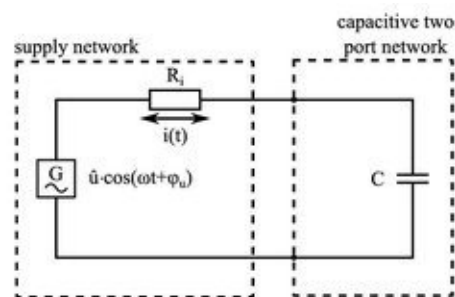 capacitive two
port network
supply network
Rᵢ
i(t)
G
û·cos(ωt+φᵤ)
C